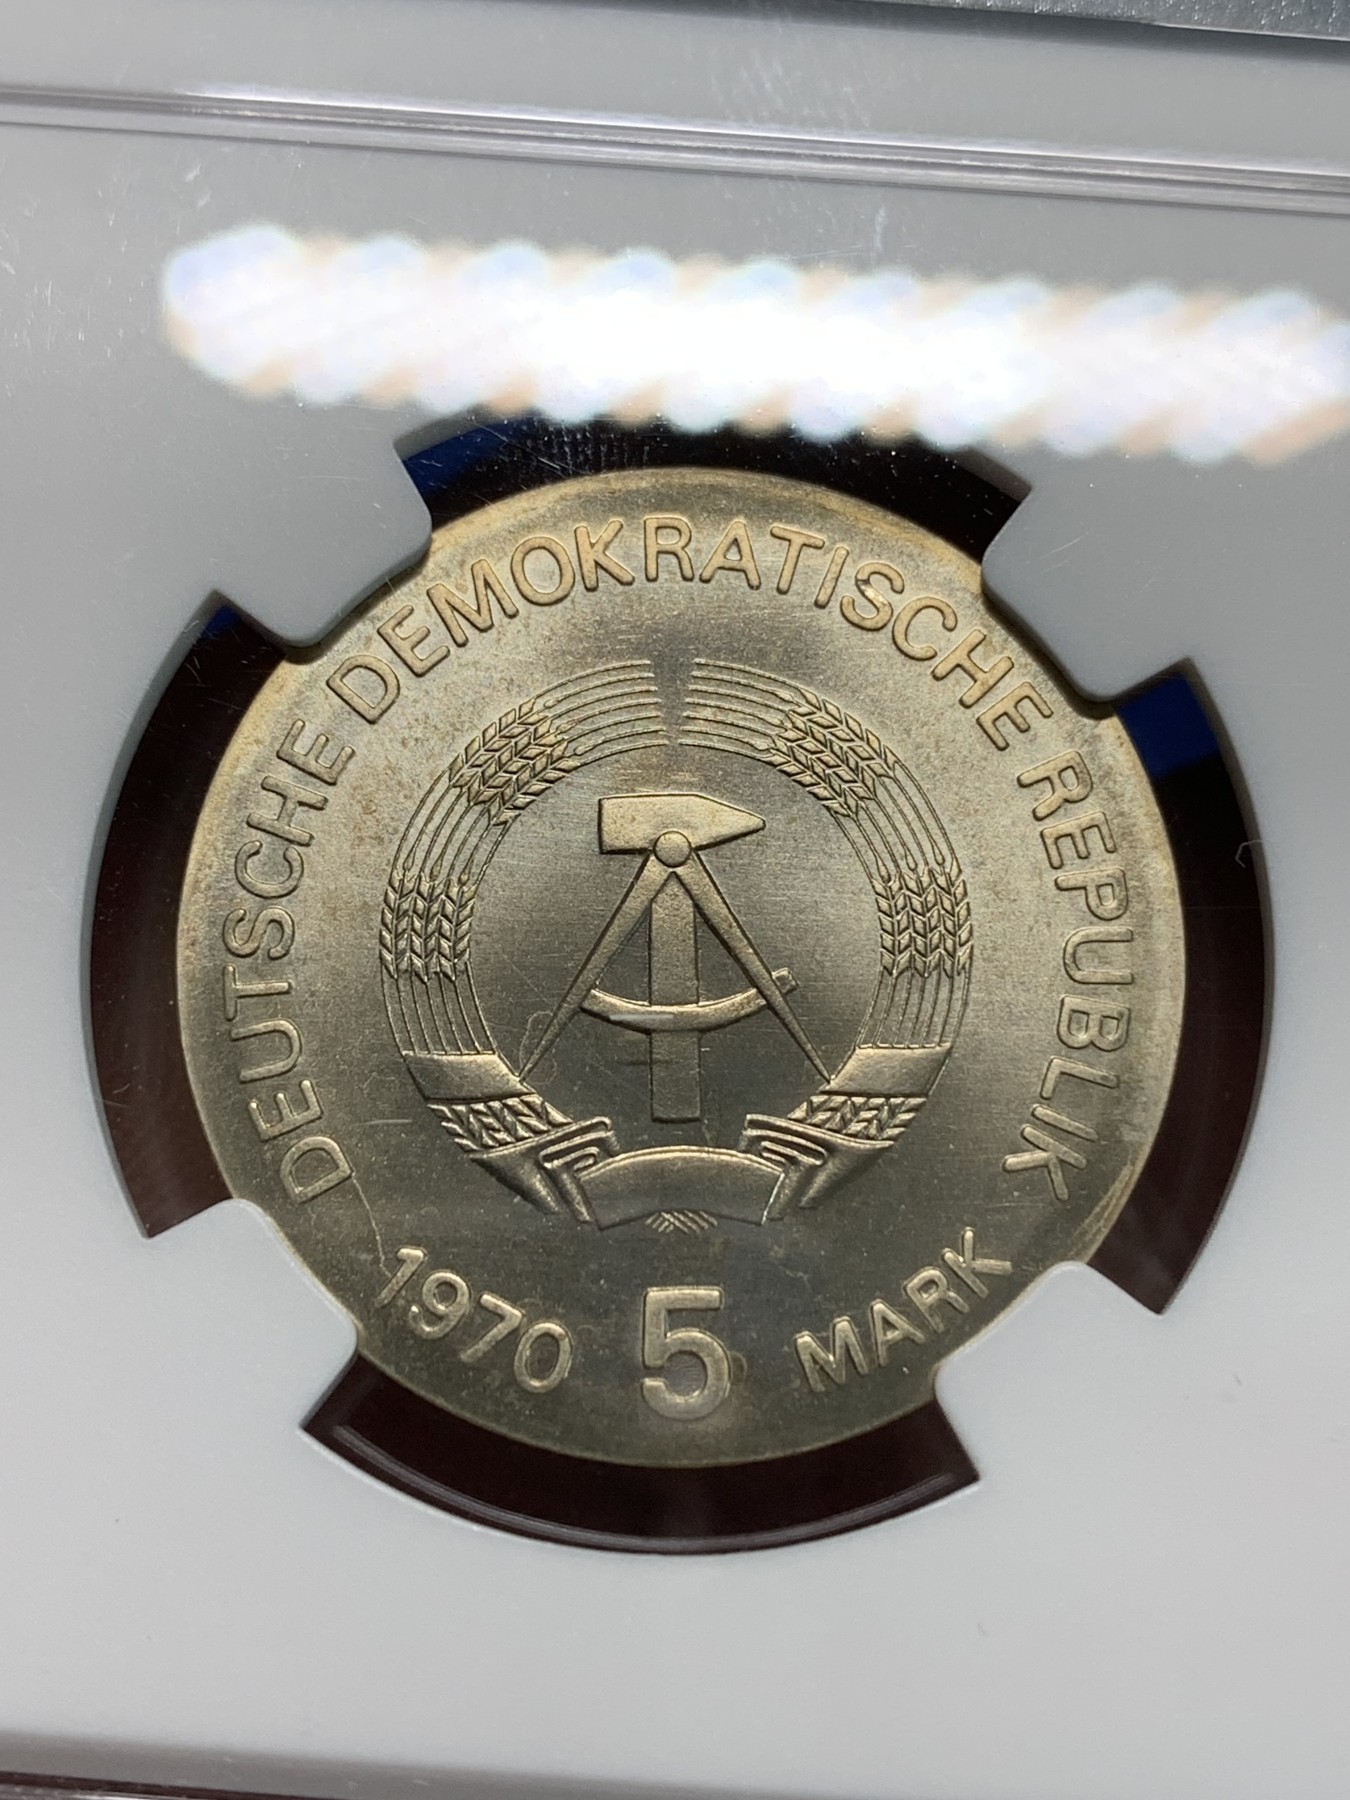 DEUTSCHE DEMOKRATISCHE REPUBLIK
1970 5 MARK